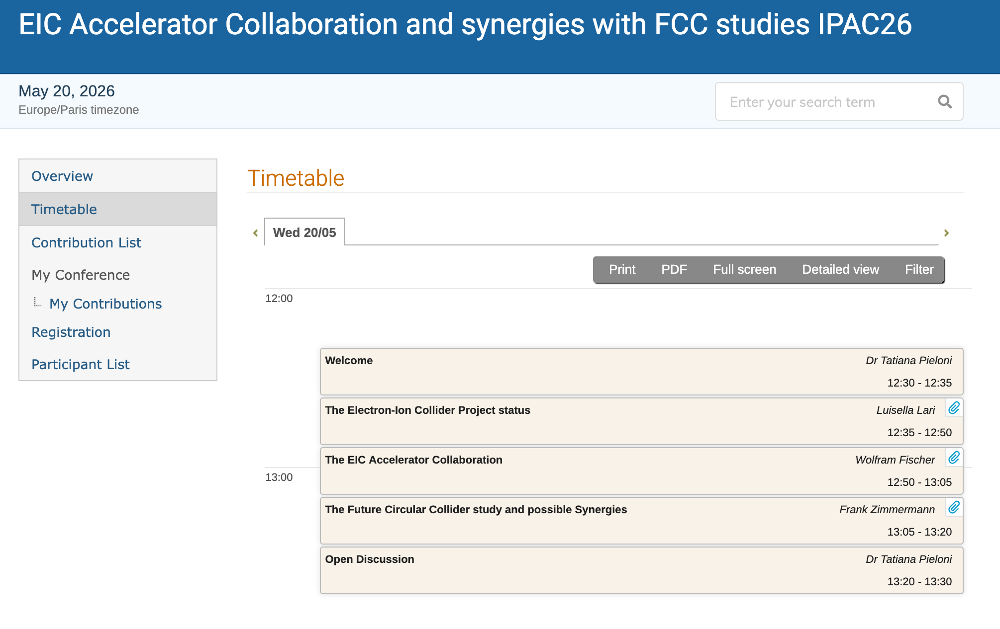 EIC Accelerator Collaboration and synergies with FCC studies IPAC26
May 20, 2026
Europe/Paris timezone
Enter your search term
Overview
Timetable
Contribution List
My Conference
My Contributions
Registration
Participant List
Timetable
Wed 20/05
Print PDF Full screen Detailed view Filter
12:00
Welcome Dr Tatiana Pieloni
12:30 - 12:35
The Electron-Ion Collider Project status Luisella Lari
12:35 - 12:50
The EIC Accelerator Collaboration Wolfram Fischer
13:00
12:50 - 13:05
The Future Circular Collider study and possible Synergies Frank Zimmermann
13:05 - 13:20
Open Discussion Dr Tatiana Pieloni
13:20 - 13:30